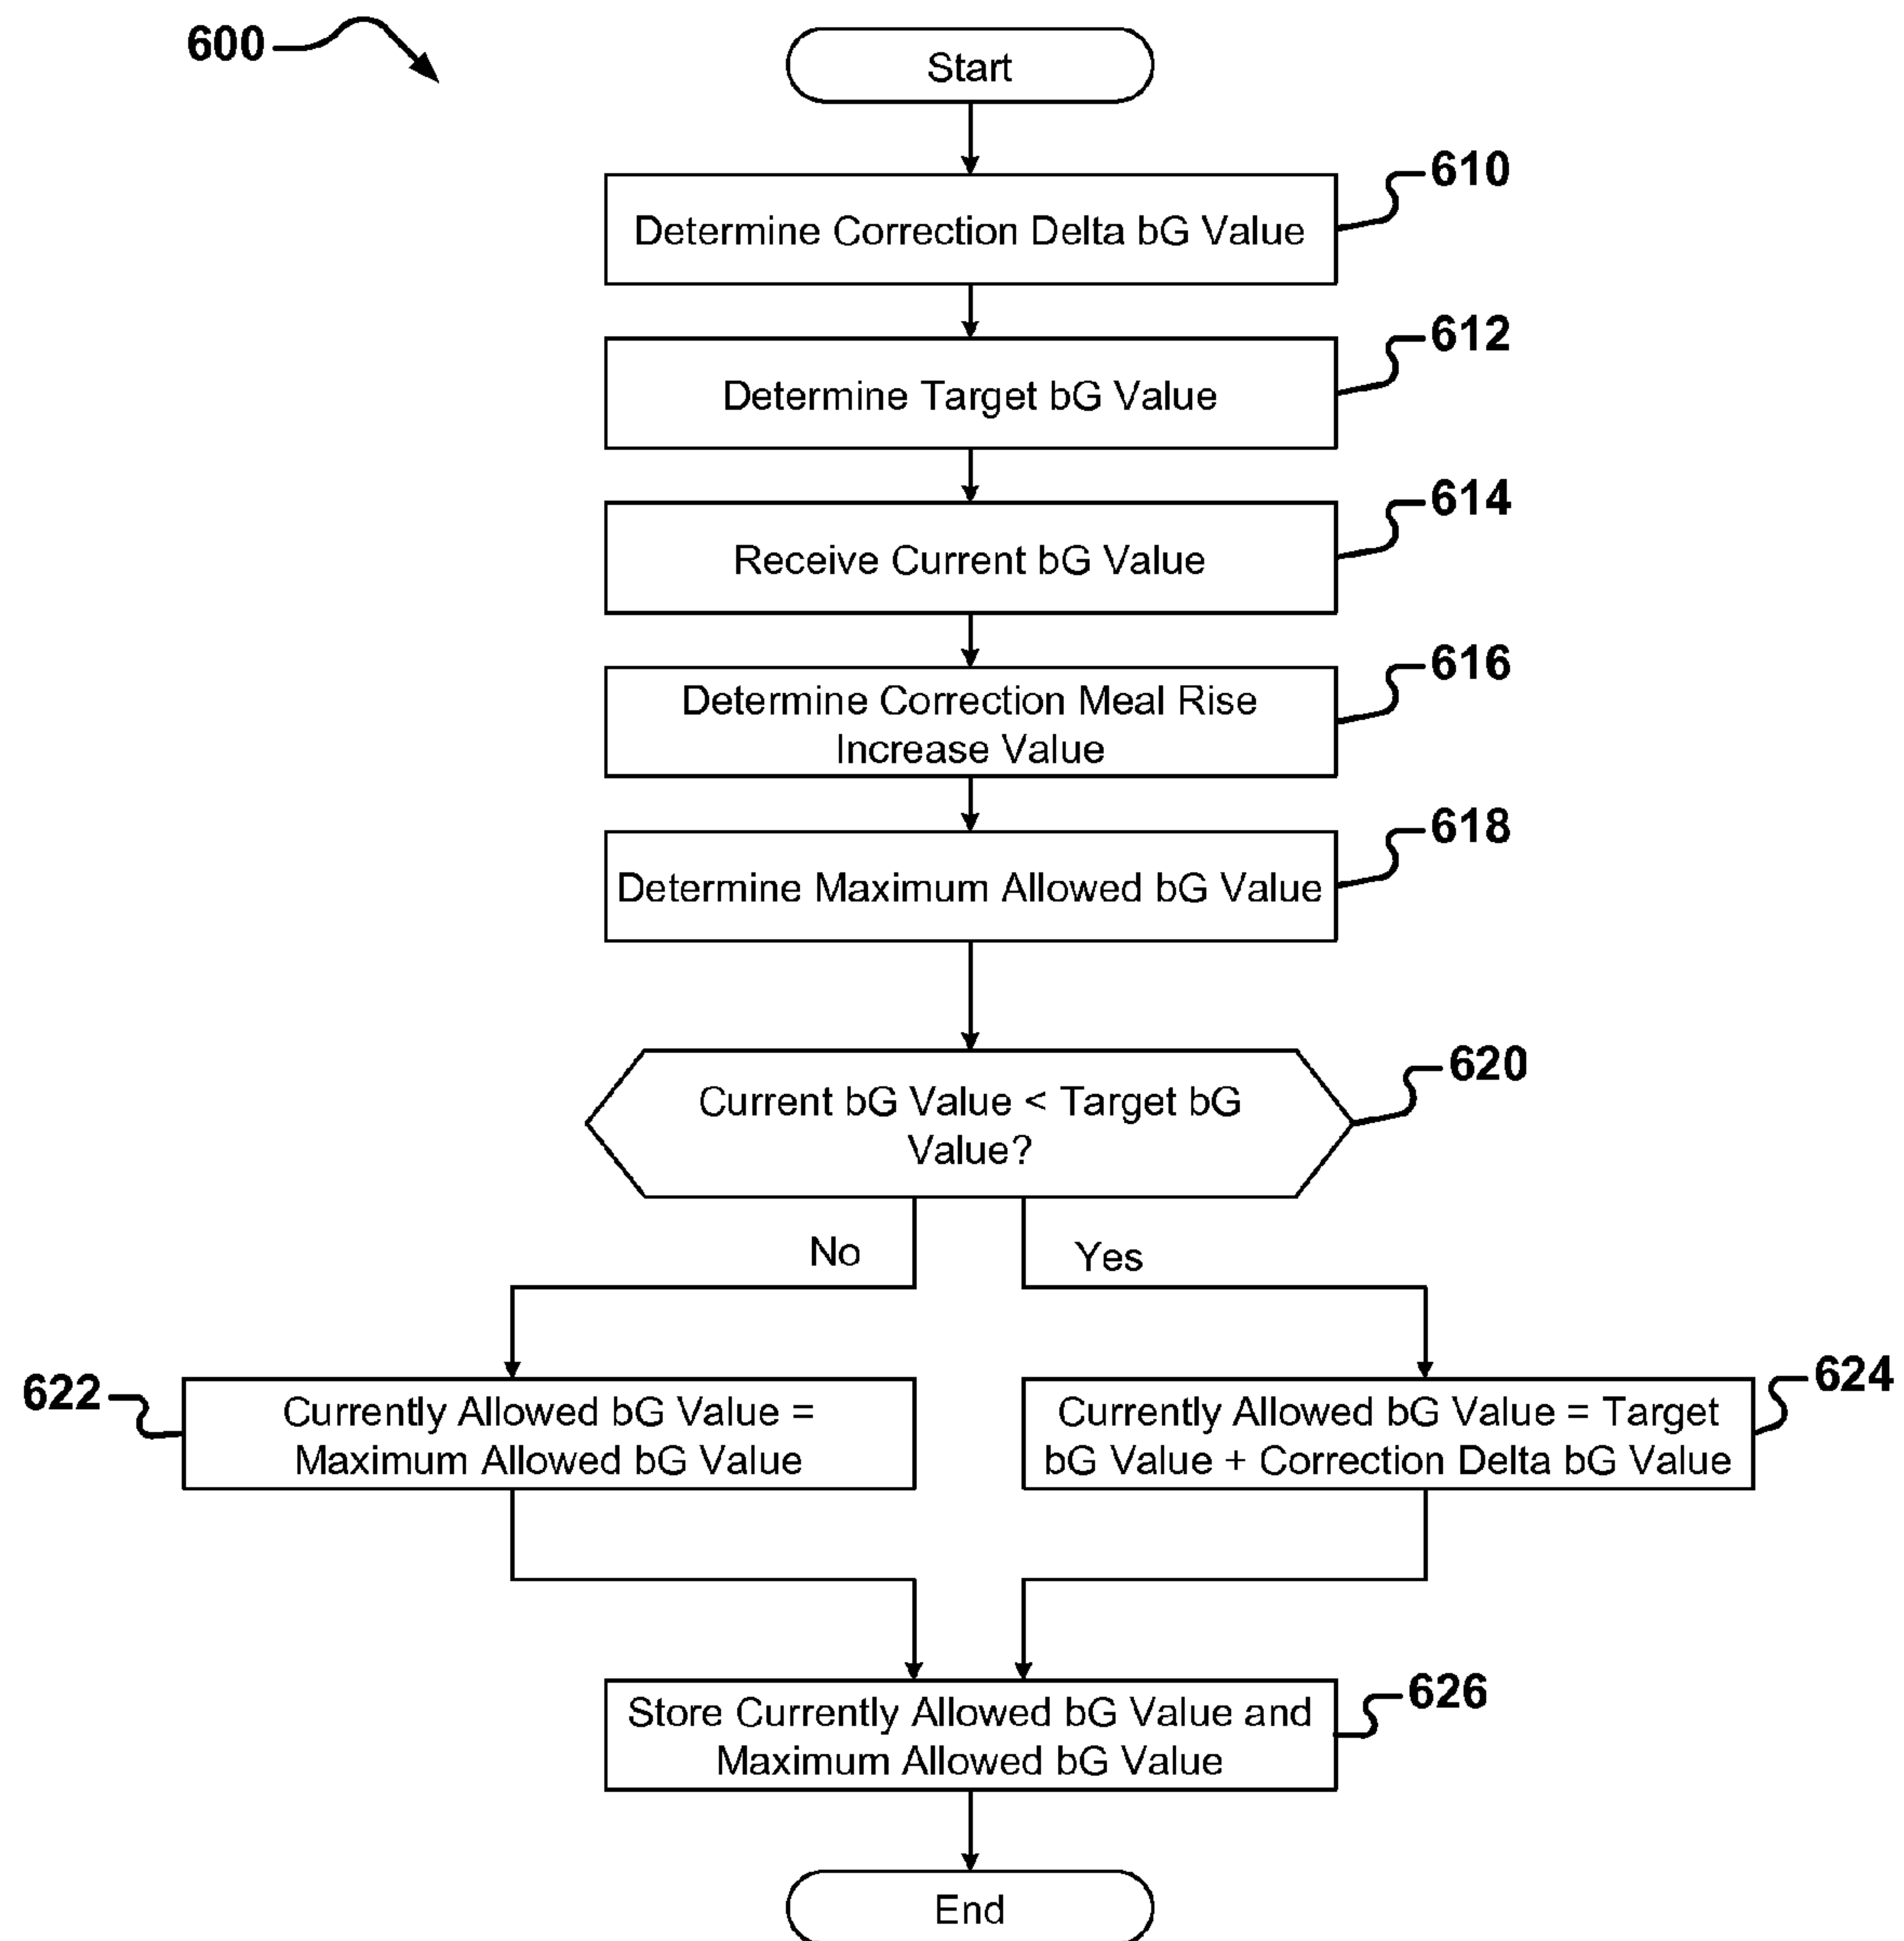 600
Start
610
Determine Correction Delta bG Value
612
Determine Target bG Value
614
Receive Current bG Value
616
Determine Correction Meal Rise
Increase Value
618
Determine Maximum Allowed bG Value
620
Current bG Value < Target bG
Value?
No
Yes
622
Currently Allowed bG Value =
Maximum Allowed bG Value
624
Currently Allowed bG Value = Target
bG Value + Correction Delta bG Value
626
Store Currently Allowed bG Value and
Maximum Allowed bG Value
End